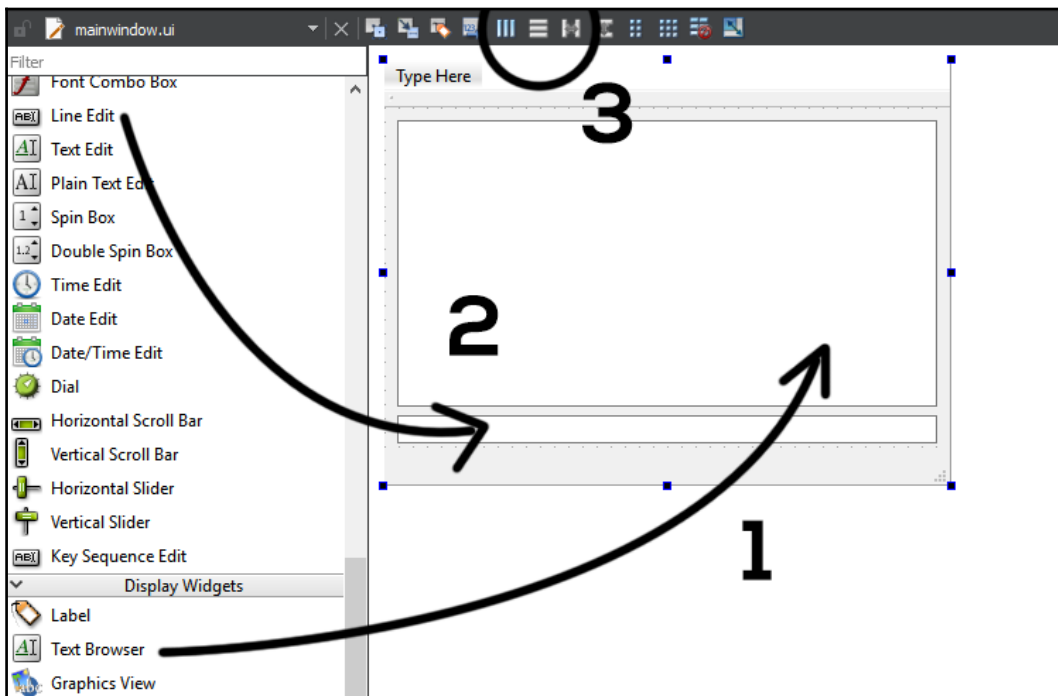 mainwindow.ui
Filter
Font Combo Box
Line Edit
Text Edit
Plain Text Edit
Spin Box
Double Spin Box
Time Edit
Date Edit
Date/Time Edit
Dial
Horizontal Scroll Bar
Vertical Scroll Bar
Horizontal Slider
Vertical Slider
Key Sequence Edit
Display Widgets
Label
Text Browser
Graphics View
Type Here
3
2
1